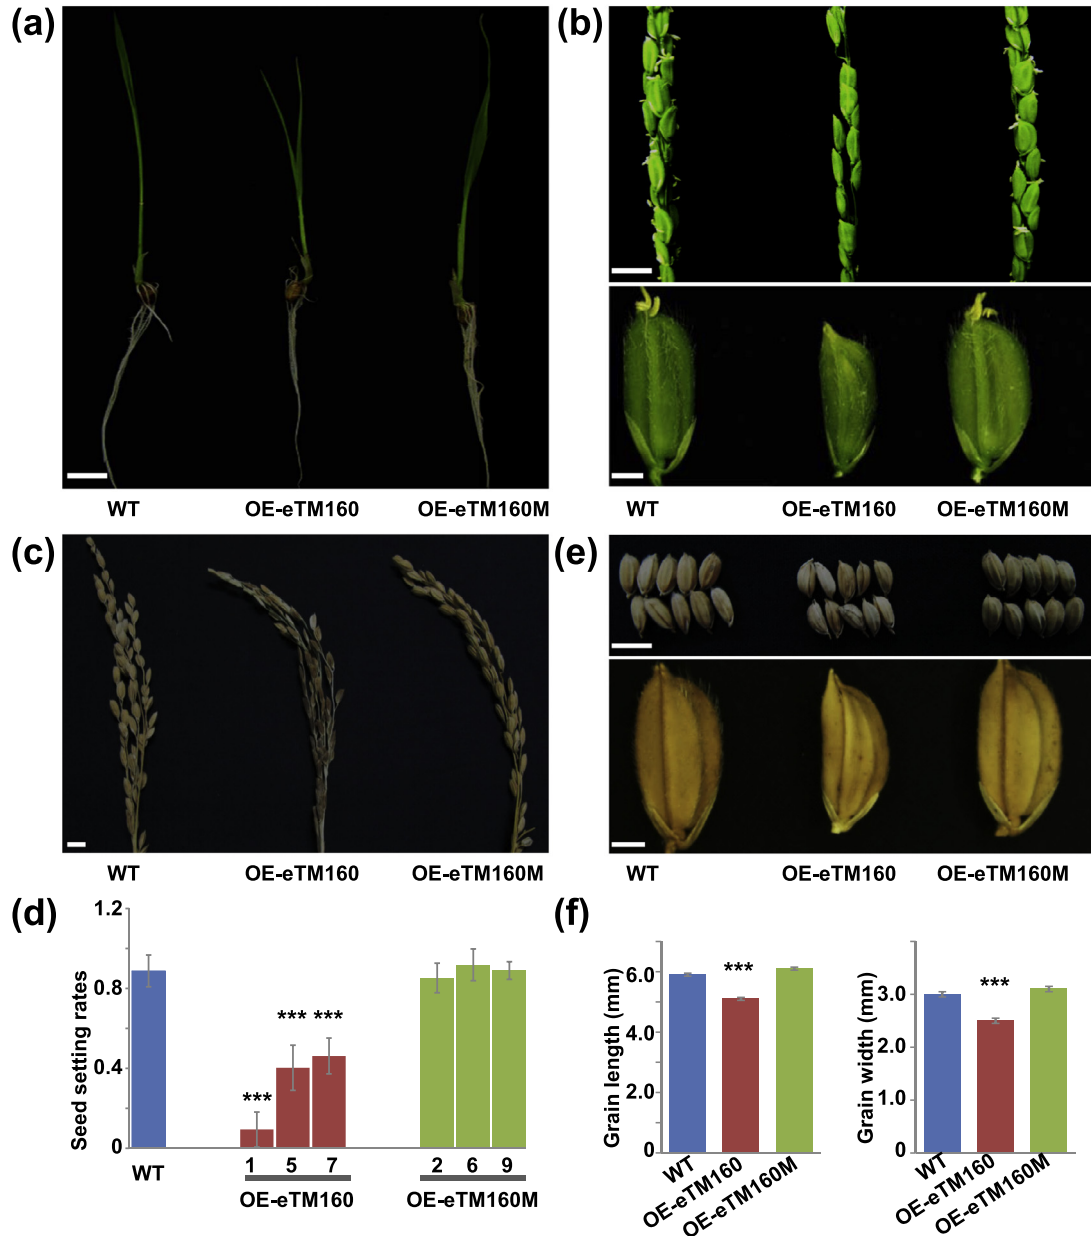 (a)
(b)
WT OE-eTM160 OE-eTM160M
WT OE-eTM160 OE-eTM160M
(c)
(e)
WT OE-eTM160 OE-eTM160M
WT OE-eTM160 OE-eTM160M
(d)
Seed setting rates
1.2
0.8
0.4
0
***
***
***
WT
1 5 7
2 6 9
OE-eTM160
OE-eTM160M
(f)
Grain length (mm)
6.0
4.0
2.0
0
***
WT
OE-eTM160
OE-eTM160M
Grain width (mm)
3.0
2.0
1.0
0
***
WT
OE-eTM160
OE-eTM160M